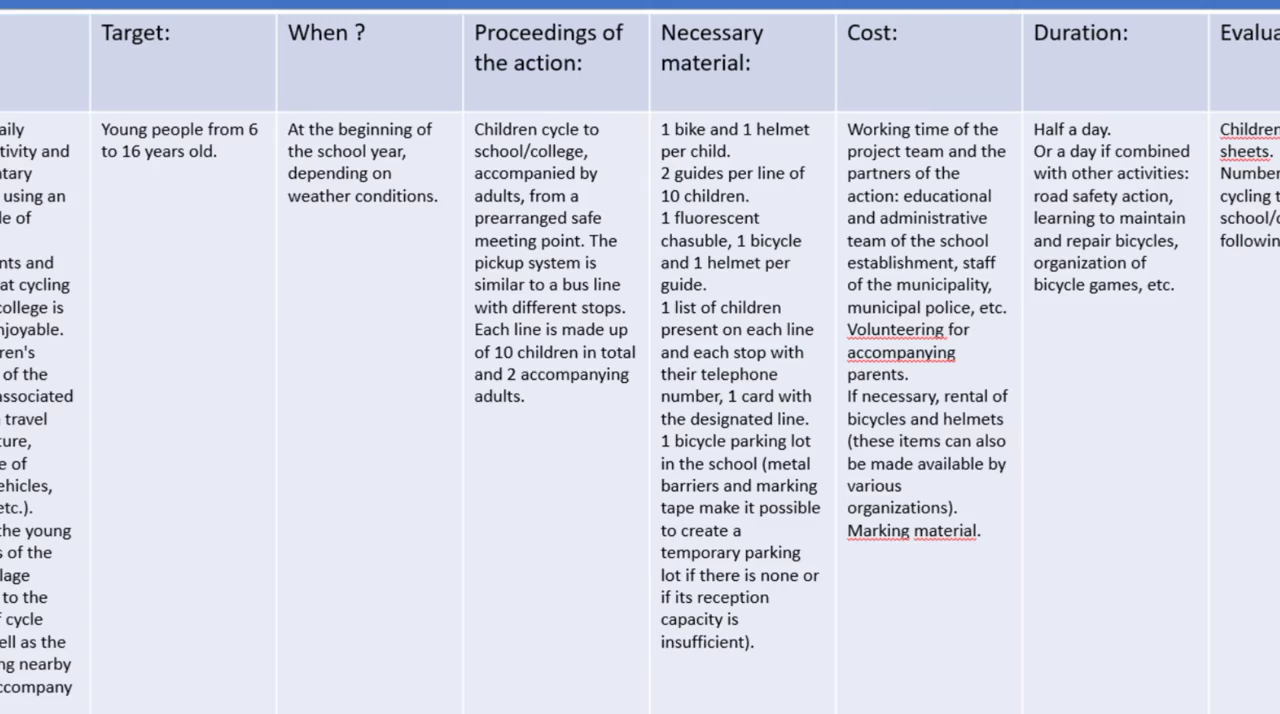 aily
tivity and
ntary
using an
le of
nts and
at cycling
college is
njoyable.
ren's
of the
associated
travel
ture,
e of
ehicles,
etc.).
the young
s of the
lage
to the
f cycle
ell as the
ng nearby
ccompany
Target:
Young people from 6
to 16 years old.
When ?
At the beginning of
the school year,
depending on
weather conditions.
Proceedings of
the action:
Children cycle to
school/college,
accompanied by
adults, from a
prearranged safe
meeting point. The
pickup system is
similar to a bus line
with different stops.
Each line is made up
of 10 children in total
and 2 accompanying
adults.
Necessary
material:
1 bike and 1 helmet
per child.
2 guides per line of
10 children.
1 fluorescent
chasuble, 1 bicycle
and 1 helmet per
guide.
1 list of children
present on each line
and each stop with
their telephone
number, 1 card with
the designated line.
1 bicycle parking lot
in the school (metal
barriers and marking
tape make it possible
to create a
temporary parking
lot if there is none or
if its reception
capacity is
insufficient).
Cost:
Working time of the
project team and the
partners of the
action: educational
and administrative
team of the school
establishment, staff
of the municipality,
municipal police, etc.
Volunteering for
accompanying
parents.
If necessary, rental of
bicycles and helmets
(these items can also
be made available by
various
organizations).
Marking material.
Duration:
Half a day.
Or a day if combined
with other activities:
road safety action,
learning to maintain
and repair bicycles,
organization of
bicycle games, etc.
Evalua
Children
sheets.
Number
cycling t
school/c
followin